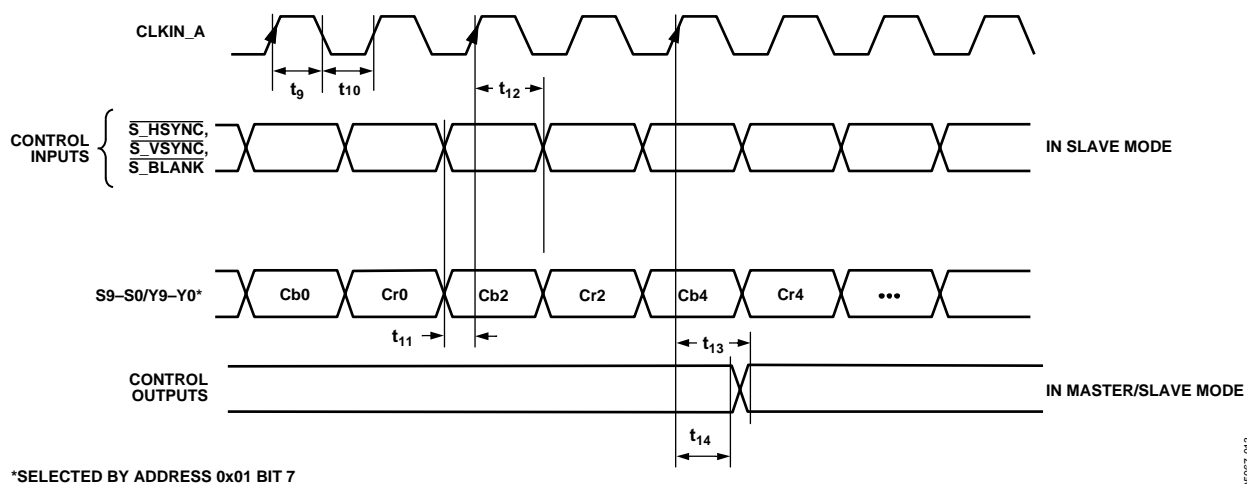 CLKIN_A
t9
t10
t12
CONTROL
INPUTS
S_HSYNC,
S_VSYNC,
S_BLANK
IN SLAVE MODE
S9–S0/Y9–Y0*
Cb0
Cr0
Cb2
Cr2
Cb4
Cr4
•••
t11
t13
CONTROL
OUTPUTS
IN MASTER/SLAVE MODE
t14
*SELECTED BY ADDRESS 0x01 BIT 7